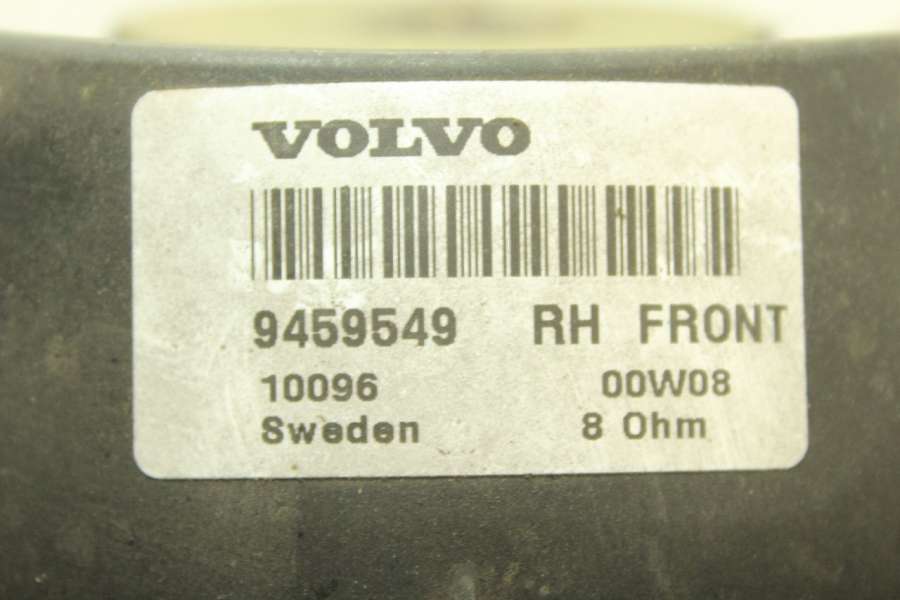 VOLVO
9459549 RH FRONT
10096 00W08
Sweden 8 Ohm